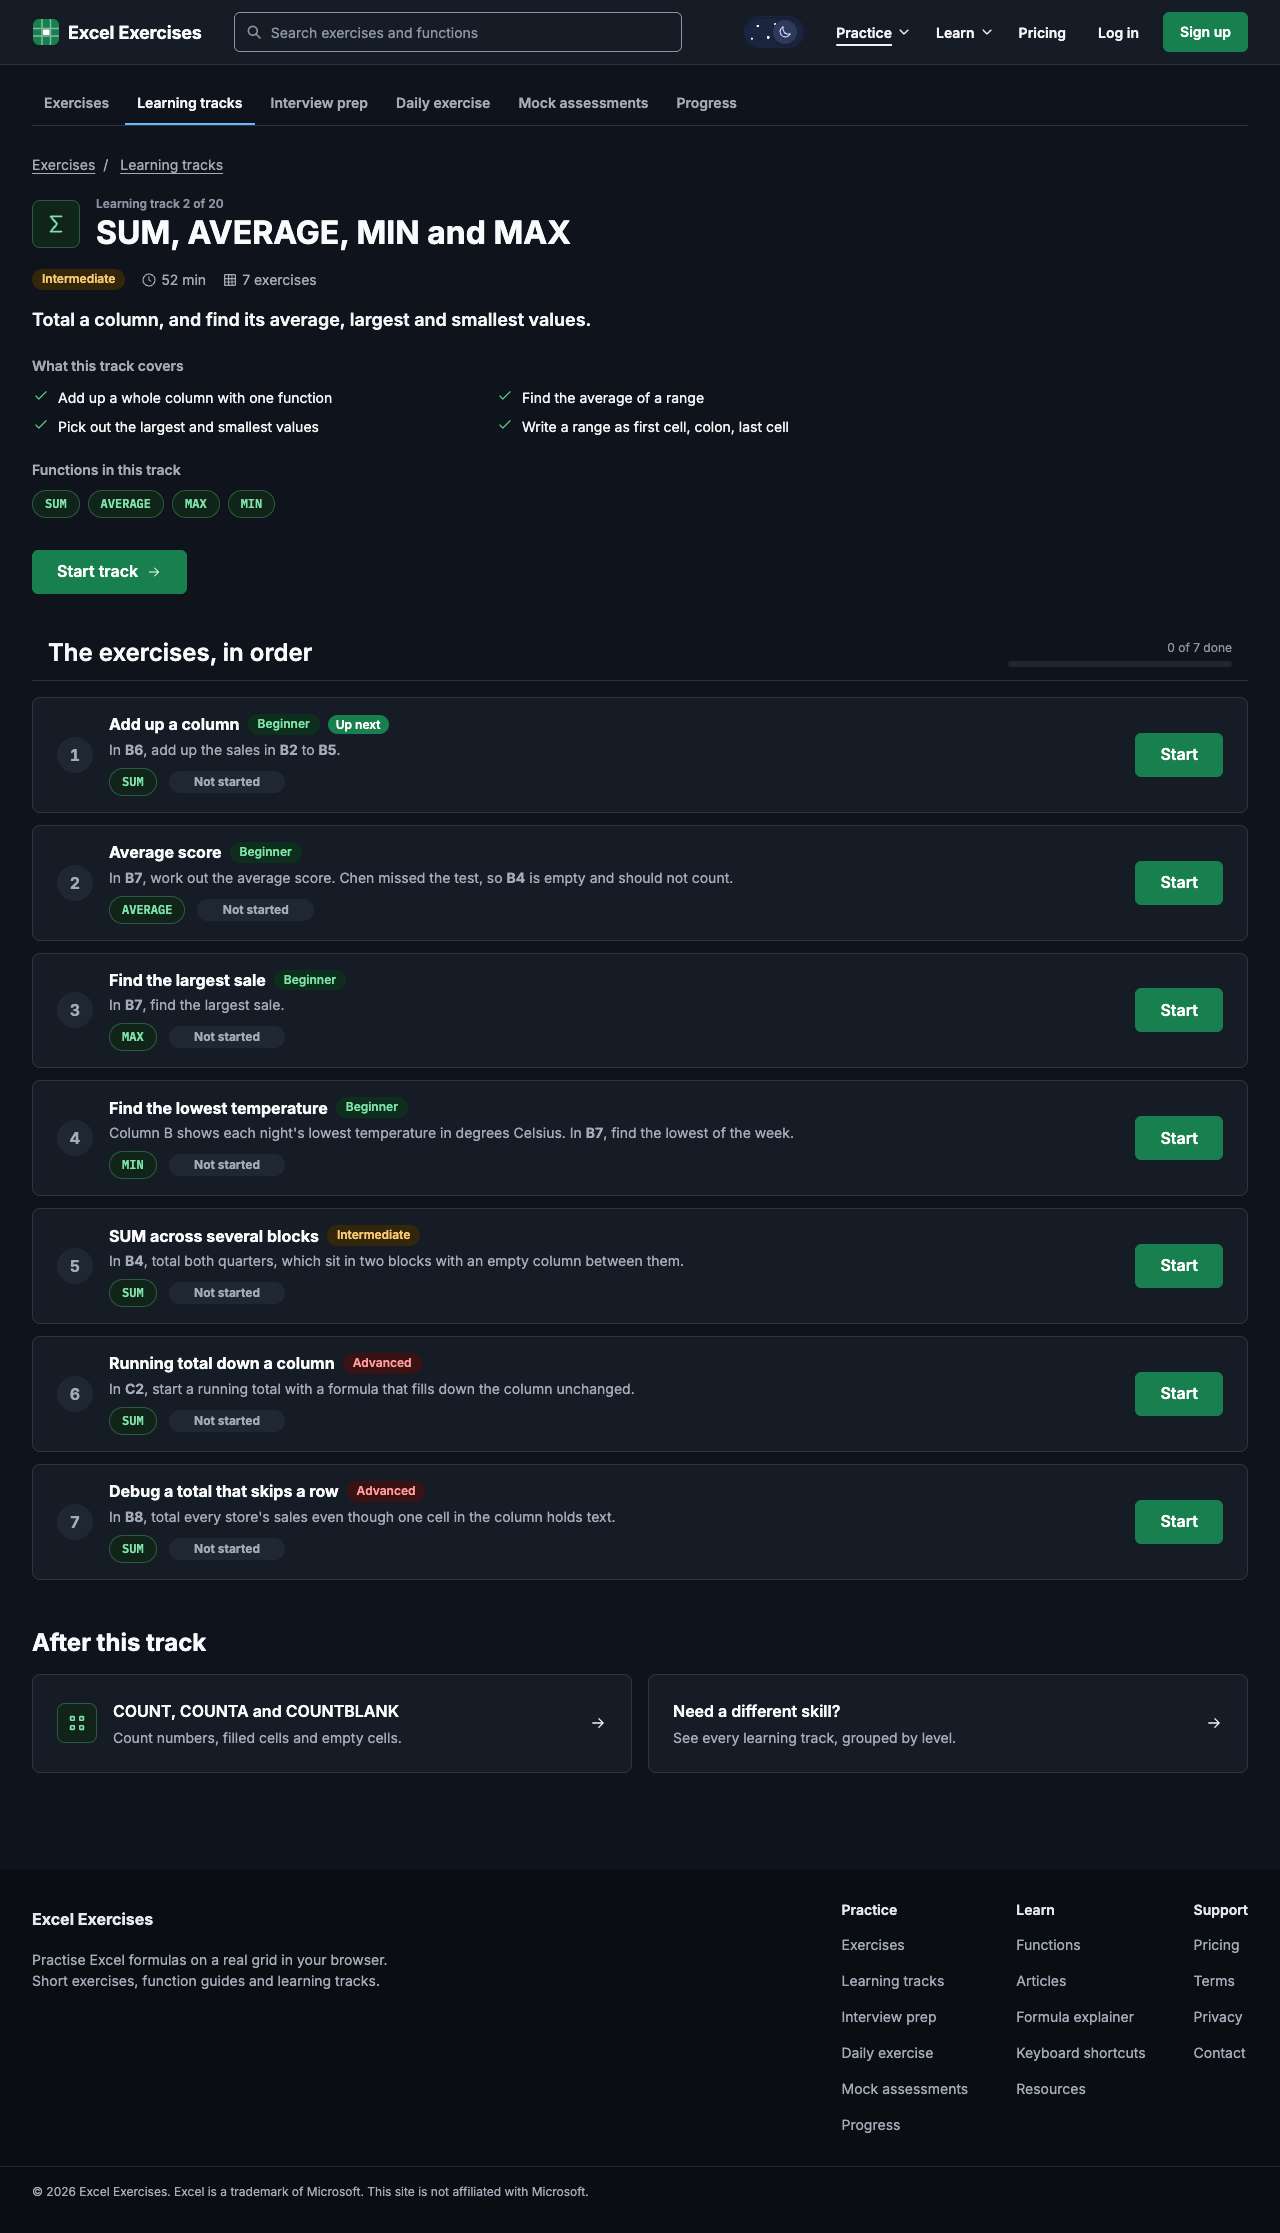 Excel Exercises
Search exercises and functions
Practice
Learn
Pricing
Log in
Sign up
Exercises
Learning tracks
Interview prep
Daily exercise
Mock assessments
Progress
Exercises / Learning tracks
Learning track 2 of 20
SUM, AVERAGE, MIN and MAX
Intermediate
52 min
7 exercises
Total a column, and find its average, largest and smallest values.
What this track covers
Add up a whole column with one function
Find the average of a range
Pick out the largest and smallest values
Write a range as first cell, colon, last cell
Functions in this track
SUM
AVERAGE
MAX
MIN
Start track
The exercises, in order
0 of 7 done
1
Add up a column
Beginner
Up next
In B6, add up the sales in B2 to B5.
SUM
Not started
Start
2
Average score
Beginner
In B7, work out the average score. Chen missed the test, so B4 is empty and should not count.
AVERAGE
Not started
Start
3
Find the largest sale
Beginner
In B7, find the largest sale.
MAX
Not started
Start
4
Find the lowest temperature
Beginner
Column B shows each night's lowest temperature in degrees Celsius. In B7, find the lowest of the week.
MIN
Not started
Start
5
SUM across several blocks
Intermediate
In B4, total both quarters, which sit in two blocks with an empty column between them.
SUM
Not started
Start
6
Running total down a column
Advanced
In C2, start a running total with a formula that fills down the column unchanged.
SUM
Not started
Start
7
Debug a total that skips a row
Advanced
In B8, total every store's sales even though one cell in the column holds text.
SUM
Not started
Start
After this track
COUNT, COUNTA and COUNTBLANK
Count numbers, filled cells and empty cells.
Need a different skill?
See every learning track, grouped by level.
Excel Exercises
Practise Excel formulas on a real grid in your browser.
Short exercises, function guides and learning tracks.
Practice
Exercises
Learning tracks
Interview prep
Daily exercise
Mock assessments
Progress
Learn
Functions
Articles
Formula explainer
Keyboard shortcuts
Resources
Support
Pricing
Terms
Privacy
Contact
© 2026 Excel Exercises. Excel is a trademark of Microsoft. This site is not affiliated with Microsoft.